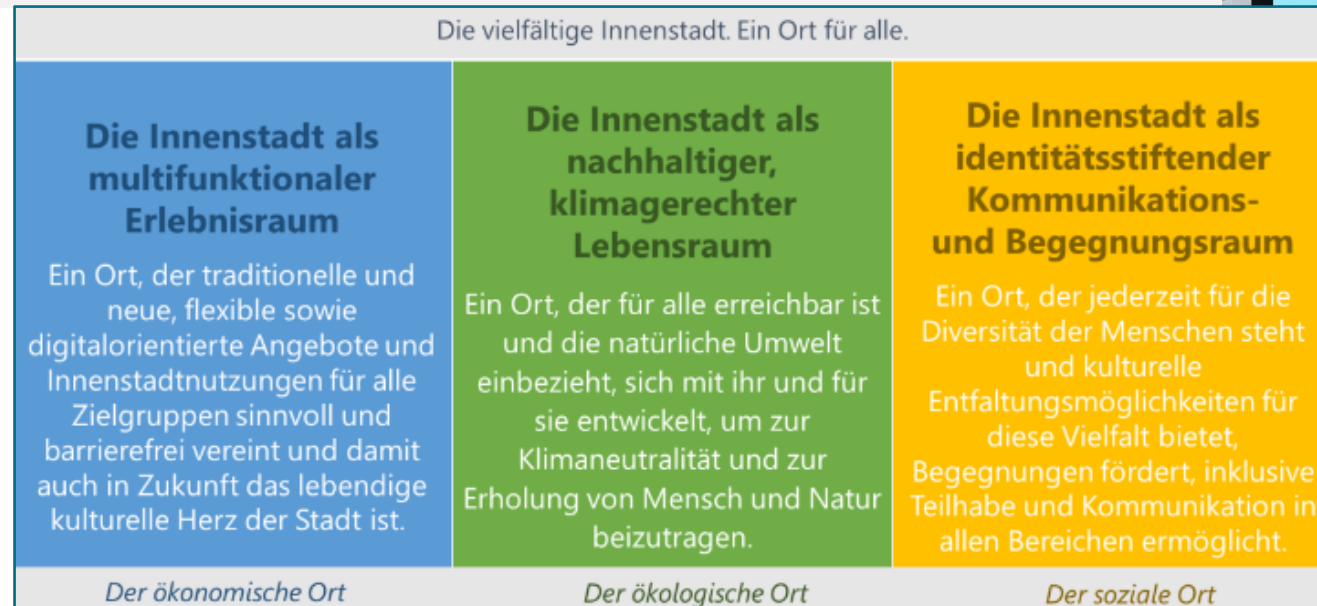 Die vielfältige Innenstadt. Ein Ort für alle.
Die Innenstadt als
multifunktionaler
Erlebnisraum
Ein Ort, der traditionelle und
neue, flexible sowie
digitalorientierte Angebote und
Innenstadtnutzungen für alle
Zielgruppen sinnvoll und
barrierefrei vereint und damit
auch in Zukunft das lebendige
kulturelle Herz der Stadt ist.
Der ökonomische Ort
Die Innenstadt als
nachhaltiger,
klimagerechter
Lebensraum
Ein Ort, der für alle erreichbar ist
und die natürliche Umwelt
einbezieht, sich mit ihr und für
sie entwickelt, um zur
Klimaneutralität und zur
Erholung von Mensch und Natur
beizutragen.
Der ökologische Ort
Die Innenstadt als
identitätsstiftender
Kommunikations-
und Begegnungsraum
Ein Ort, der jederzeit für die
Diversität der Menschen steht
und kulturelle
Entfaltungsmöglichkeiten für
diese Vielfalt bietet,
Begegnungen fördert, inklusive
Teilhabe und Kommunikation in
allen Bereichen ermöglicht.
Der soziale Ort